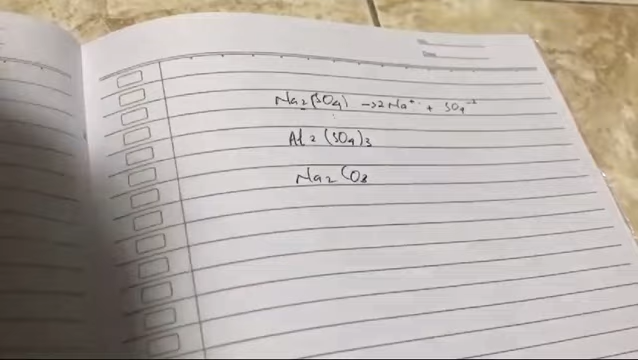 Na₂(SO₄) → 2Na⁺ + SO₄⁻²
Al₂(SO₄)₃
Na₂CO₃